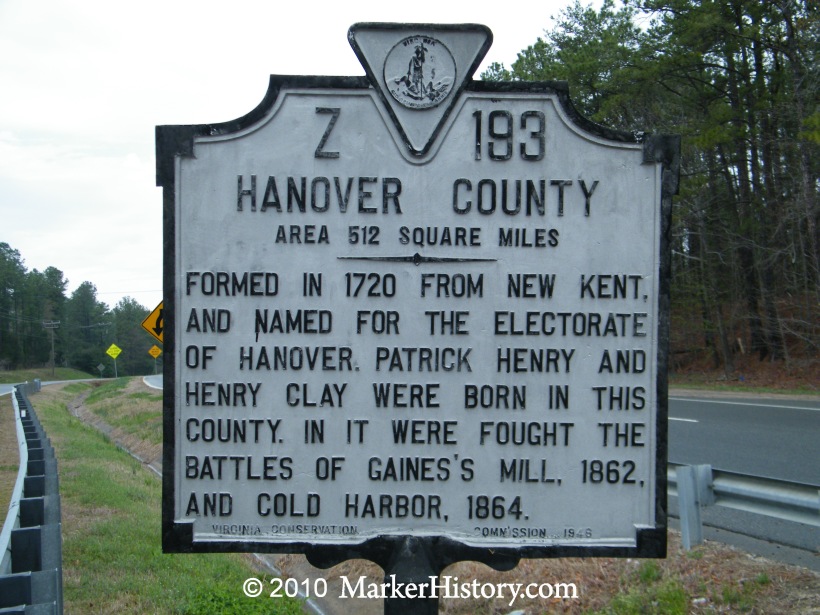 Z 193
HANOVER COUNTY
AREA 512 SQUARE MILES
FORMED IN 1720 FROM NEW KENT,
AND NAMED FOR THE ELECTORATE
OF HANOVER. PATRICK HENRY AND
HENRY CLAY WERE BORN IN THIS
COUNTY. IN IT WERE FOUGHT THE
BATTLES OF GAINES'S MILL, 1862,
AND COLD HARBOR, 1864.
VIRGINIA CONSERVATION COMMISSION 1948
© 2010 MarkerHistory.com